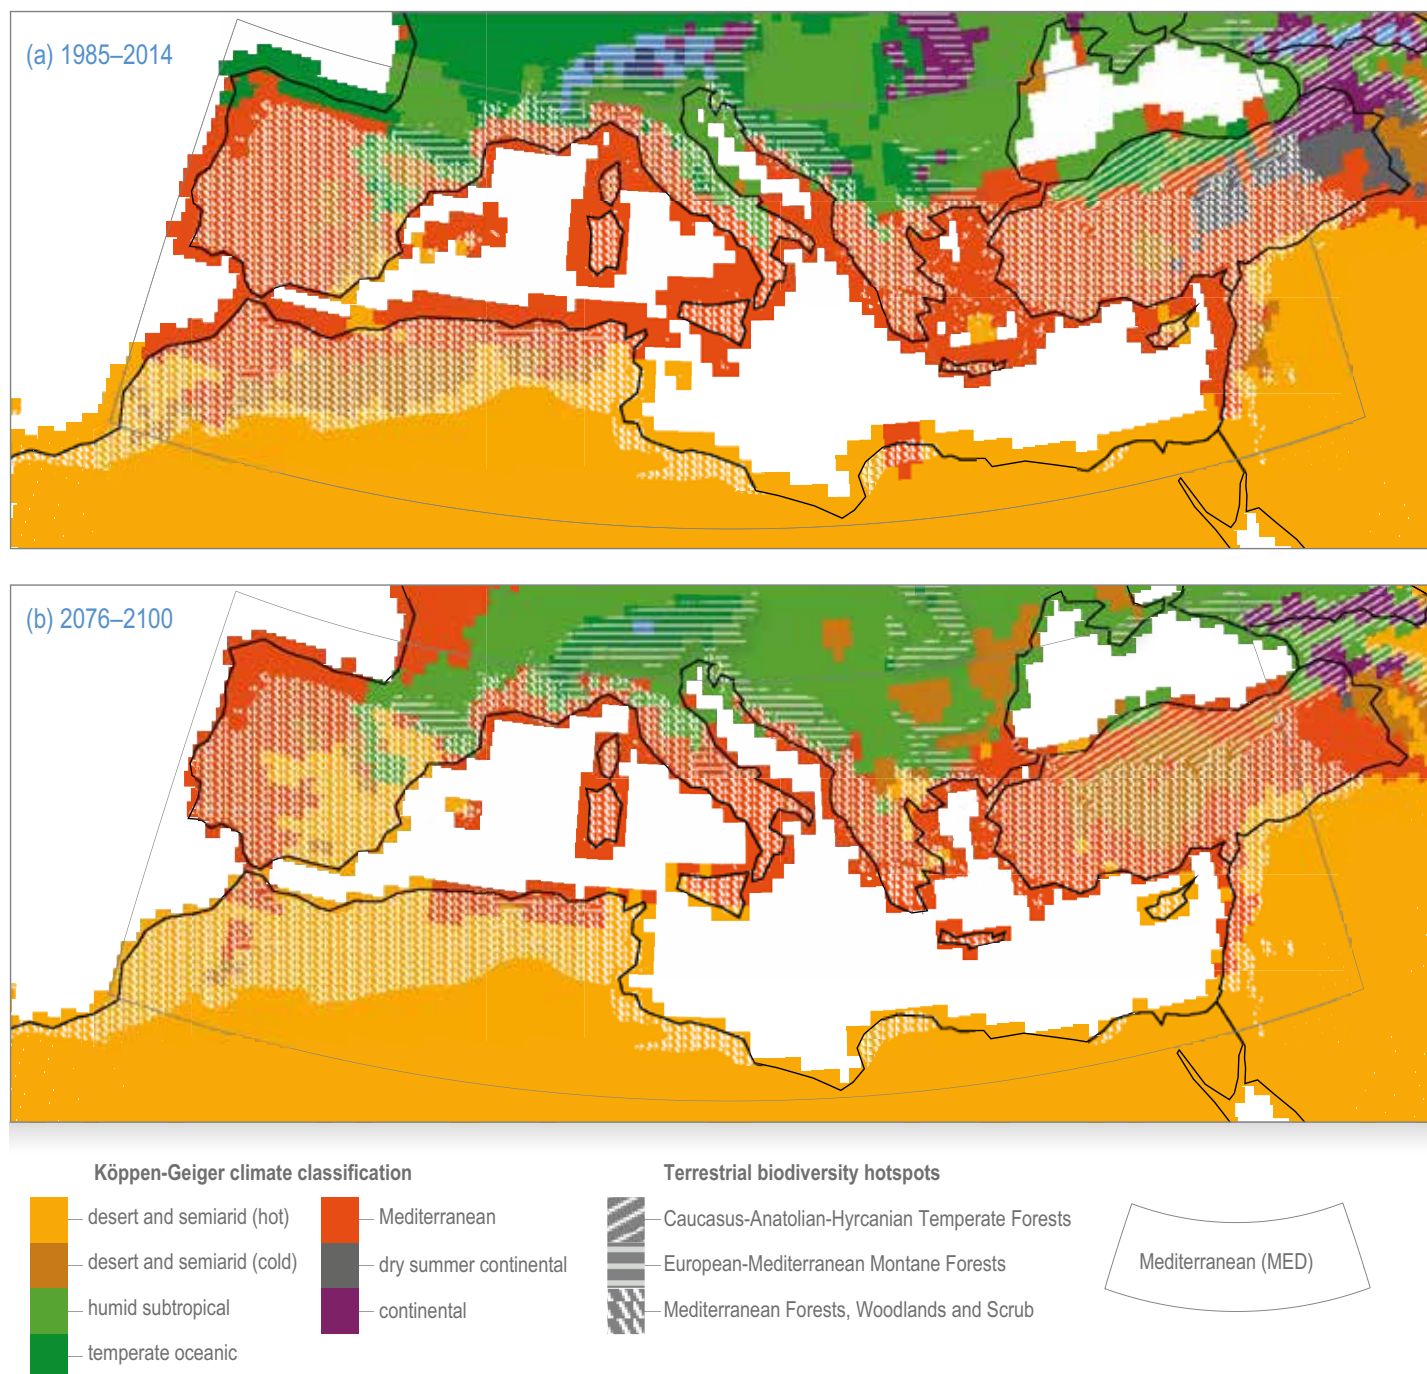 (a) 1985–2014
(b) 2076–2100
Köppen-Geiger climate classification
desert and semiarid (hot)
desert and semiarid (cold)
humid subtropical
temperate oceanic
Mediterranean
dry summer continental
continental
Terrestrial biodiversity hotspots
Caucasus-Anatolian-Hyrcanian Temperate Forests
European-Mediterranean Montane Forests
Mediterranean Forests, Woodlands and Scrub
Mediterranean (MED)